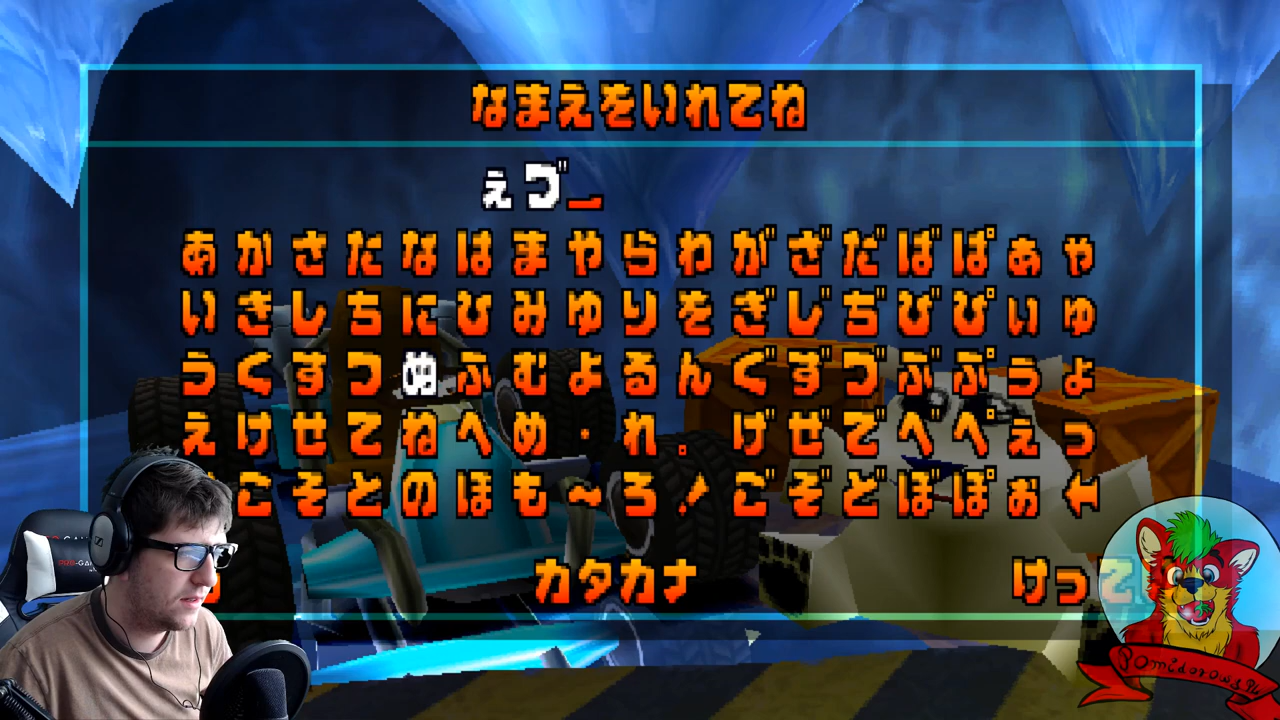 なまえをいれてね
ぇづ_
あかさたなはまやらわがざだばぱぁゃ
いきしちにひみゆりをぎじぢびぴぃゅ
うくすつぬふむよるんぐずづぶぷぅょ
えけせてねへめ・れ。げぜでべぺぇっ
こそとのほも~ろ!ごぞどぼぽぉ←
カタカナ
けって
PomidorowsPL